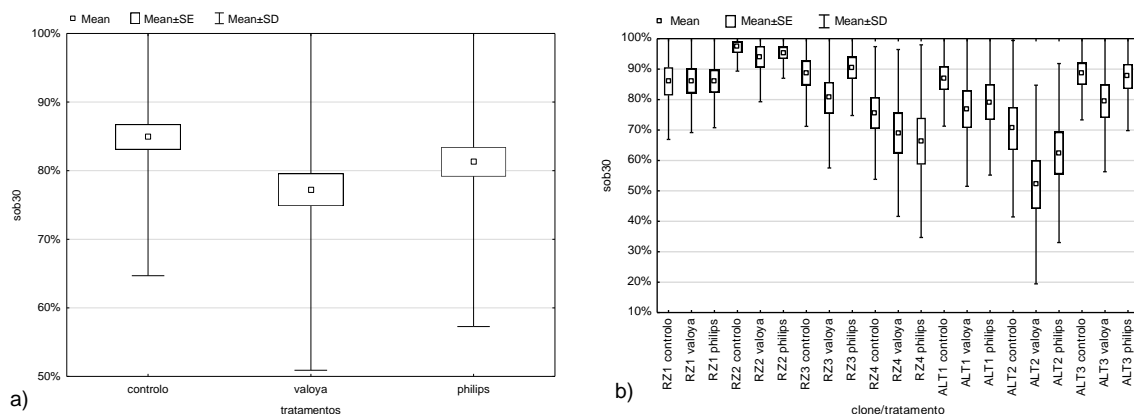 Mean Mean±SE Mean±SD
100%
90%
80%
70%
60%
50%
sob30
controlo valoya philips
tratamentos
a)
Mean Mean±SE Mean±SD
100%
90%
80%
70%
60%
50%
40%
30%
20%
10%
sob30
RZ1 controlo
RZ1 valoya
RZ1 philips
RZ2 controlo
RZ2 valoya
RZ2 philips
RZ3 controlo
RZ3 valoya
RZ3 philips
RZ4 controlo
RZ4 valoya
RZ4 philips
ALT1 controlo
ALT1 valoya
ALT1 philips
ALT2 controlo
ALT2 valoya
ALT2 philips
ALT3 controlo
ALT3 valoya
ALT3 philips
clone/tratamento
b)